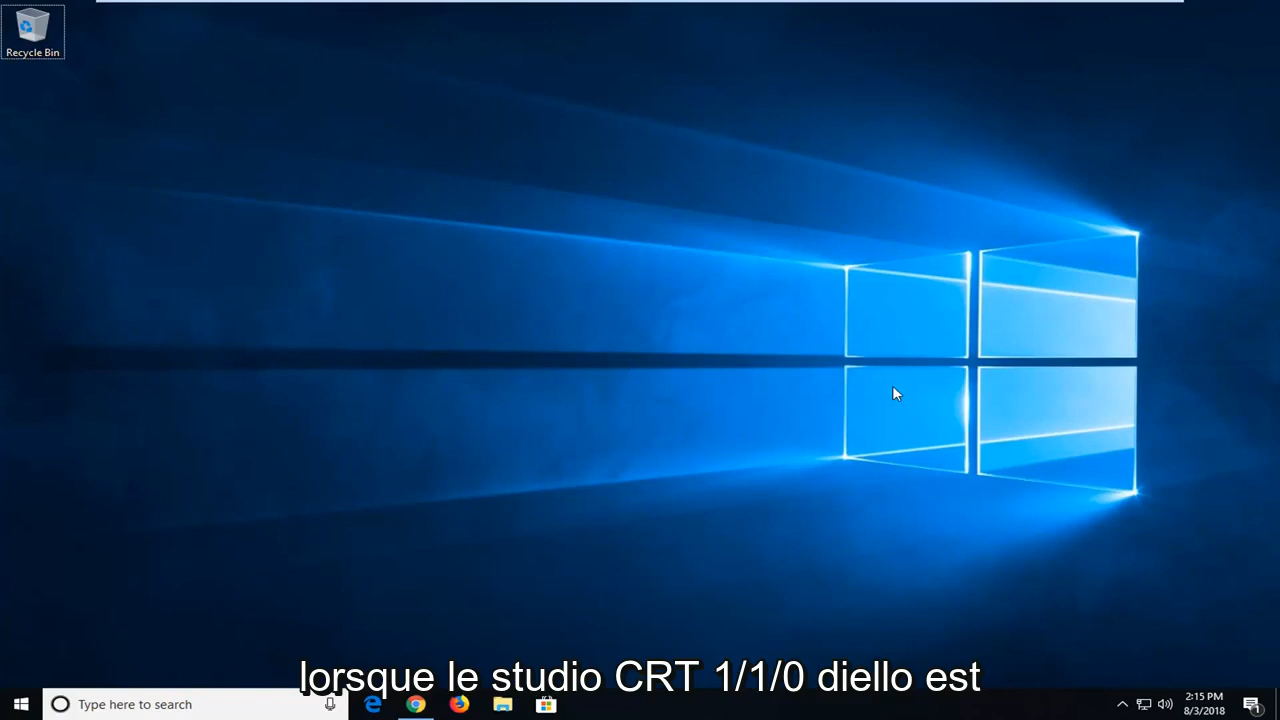 Recycle Bin
lorsque le studio CRT 1/1/0 diello est
Type here to search
2:15 PM
8/3/2018
1